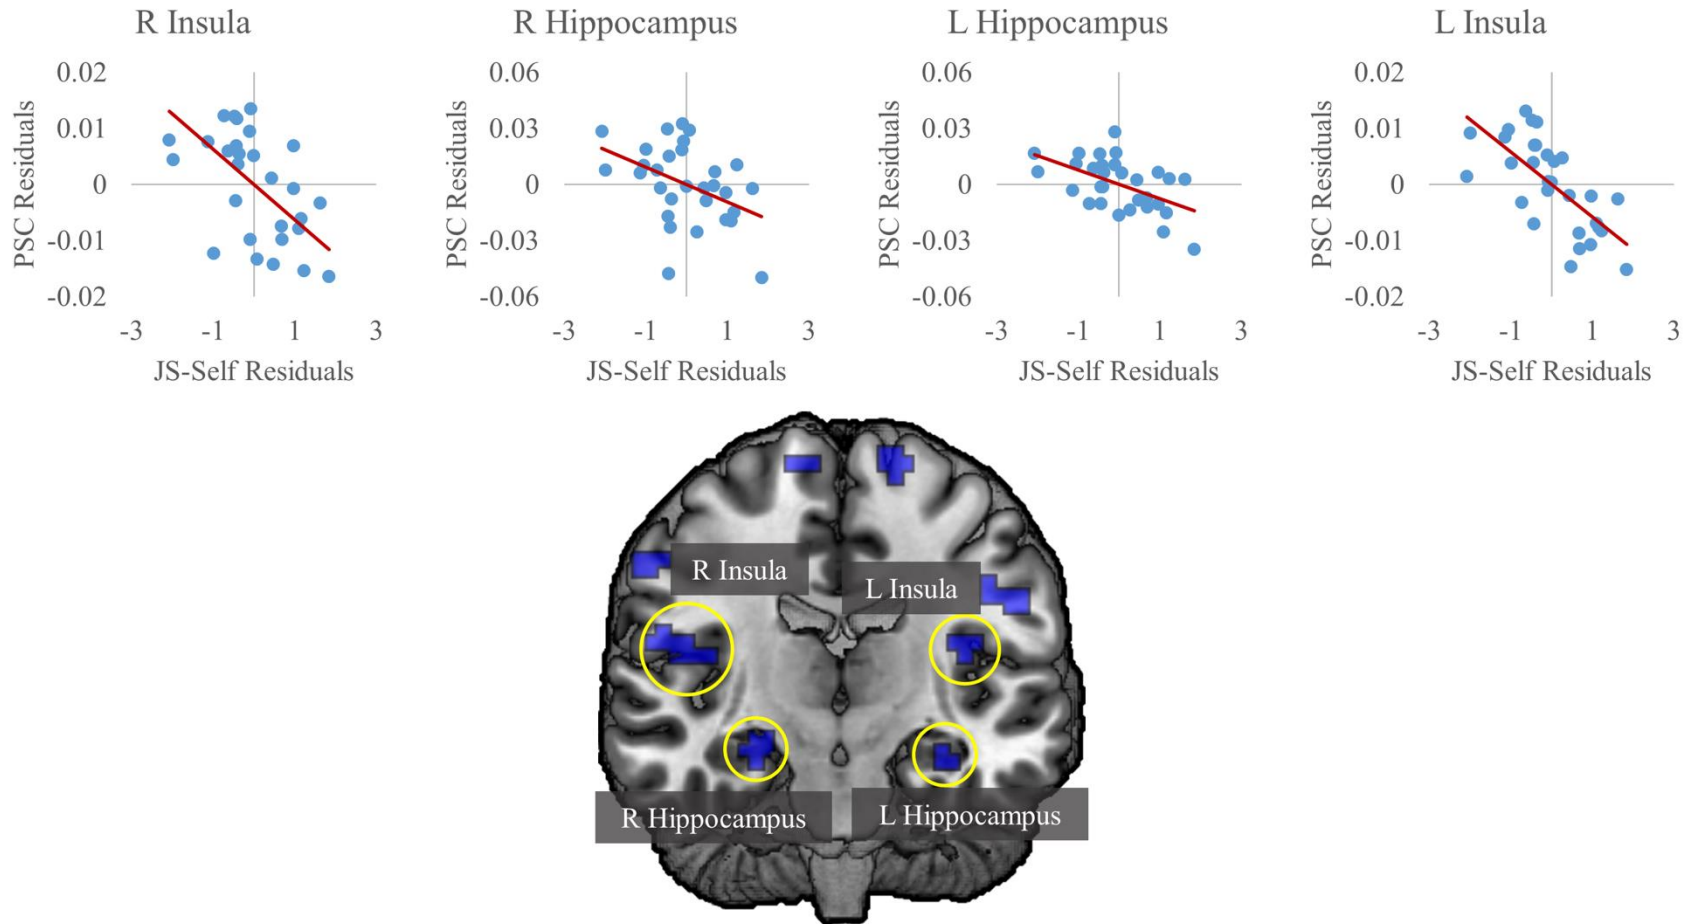 R Insula
PSC Residuals
0.02
0.01
0
-0.01
-0.02
-3 -1 1 3
JS-Self Residuals
R Hippocampus
PSC Residuals
0.06
0.03
0
-0.03
-0.06
-3 -1 1 3
JS-Self Residuals
L Hippocampus
PSC Residuals
0.06
0.03
0
-0.03
-0.06
-3 -1 1 3
JS-Self Residuals
L Insula
PSC Residuals
0.02
0.01
0
-0.01
-0.02
-3 -1 1 3
JS-Self Residuals
R Insula
L Insula
R Hippocampus
L Hippocampus